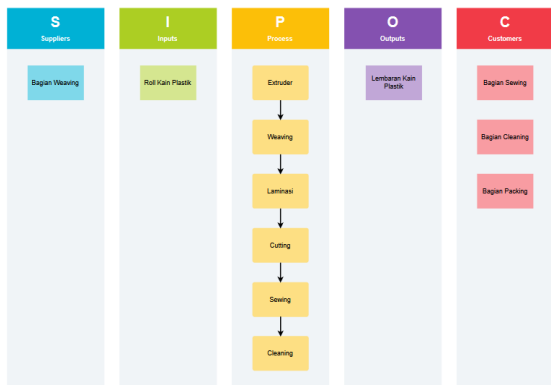 S
Suppliers
Bagian Weaving
I
Inputs
Roll Kain Plastik
P
Process
Extruder
Weaving
Laminasi
Cutting
Sewing
Cleaning
O
Outputs
Lembaran Kain
Plastik
C
Customers
Bagian Sewing
Bagian Cleaning
Bagian Packing